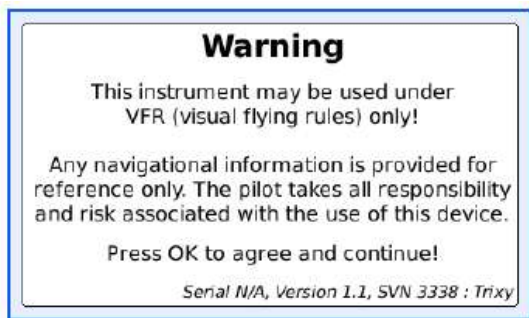 Warning
This instrument may be used under
VFR (visual flying rules) only!
Any navigational information is provided for
reference only. The pilot takes all responsibility
and risk associated with the use of this device.
Press OK to agree and continue!
Serial N/A, Version 1.1, SVN 3338 : Trixy